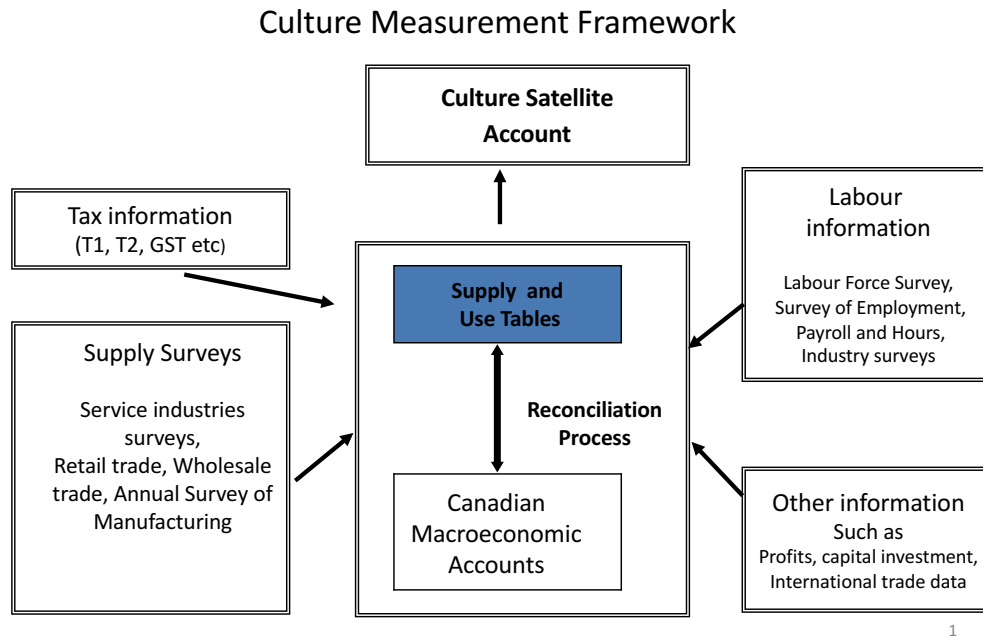 Culture Measurement Framework
Culture Satellite
Account
Tax information
(T1, T2, GST etc)
Supply Surveys
Service industries
surveys,
Retail trade, Wholesale
trade, Annual Survey of
Manufacturing
Supply and
Use Tables
Reconciliation
Process
Canadian
Macroeconomic
Accounts
Labour
information
Labour Force Survey,
Survey of Employment,
Payroll and Hours,
Industry surveys
Other information
Such as
Profits, capital investment,
International trade data
1